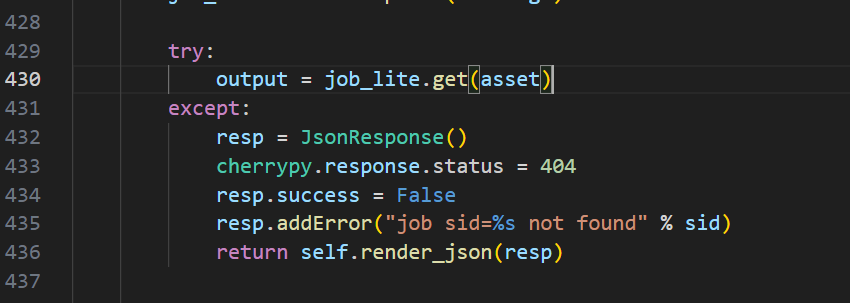 428
429 try:
430 output = job_lite.get(asset)
431 except:
432 resp = JsonResponse()
433 cherrypy.response.status = 404
434 resp.success = False
435 resp.addError("job sid=%s not found" % sid)
436 return self.render_json(resp)
437